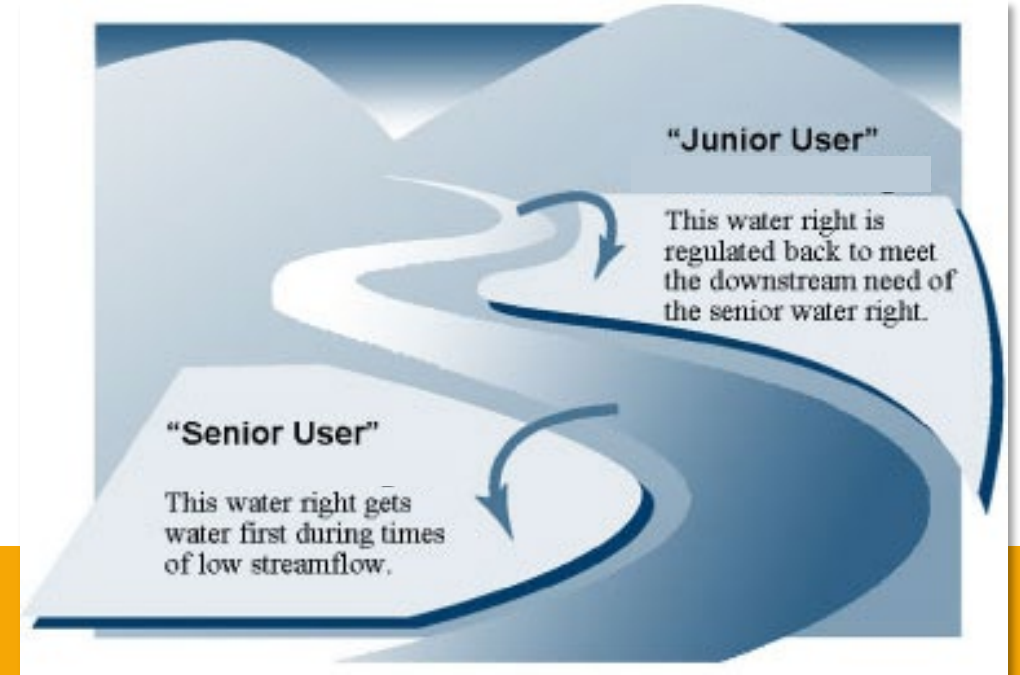 “Junior User”
This water right is
regulated back to meet
the downstream need of
the senior water right.
“Senior User”
This water right gets
water first during times
of low streamflow.